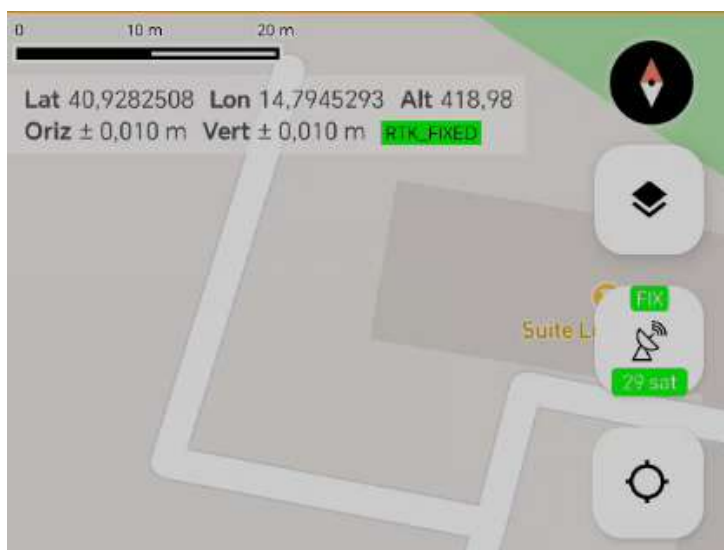 0 10 m 20 m
Lat 40,9282508 Lon 14,7945293 Alt 418,98
Oriz ± 0,010 m Vert ± 0,010 m RTK_FIXED
FIX
Suite L
29 sat